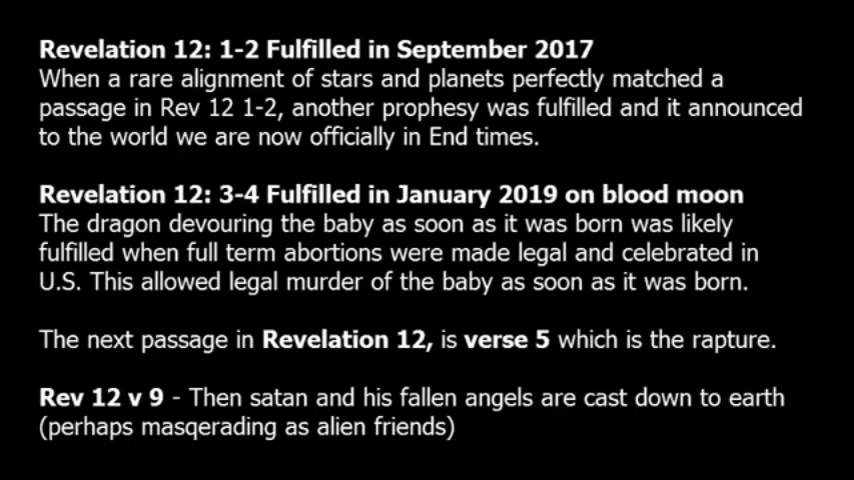 Revelation 12: 1-2 Fulfilled in September 2017
When a rare alignment of stars and planets perfectly matched a
passage in Rev 12 1-2, another prophesy was fulfilled and it announced
to the world we are now officially in End times.
Revelation 12: 3-4 Fulfilled in January 2019 on blood moon
The dragon devouring the baby as soon as it was born was likely
fulfilled when full term abortions were made legal and celebrated in
U.S. This allowed legal murder of the baby as soon as it was born.
The next passage in Revelation 12, is verse 5 which is the rapture.
Rev 12 v 9 - Then satan and his fallen angels are cast down to earth
(perhaps masqerading as alien friends)